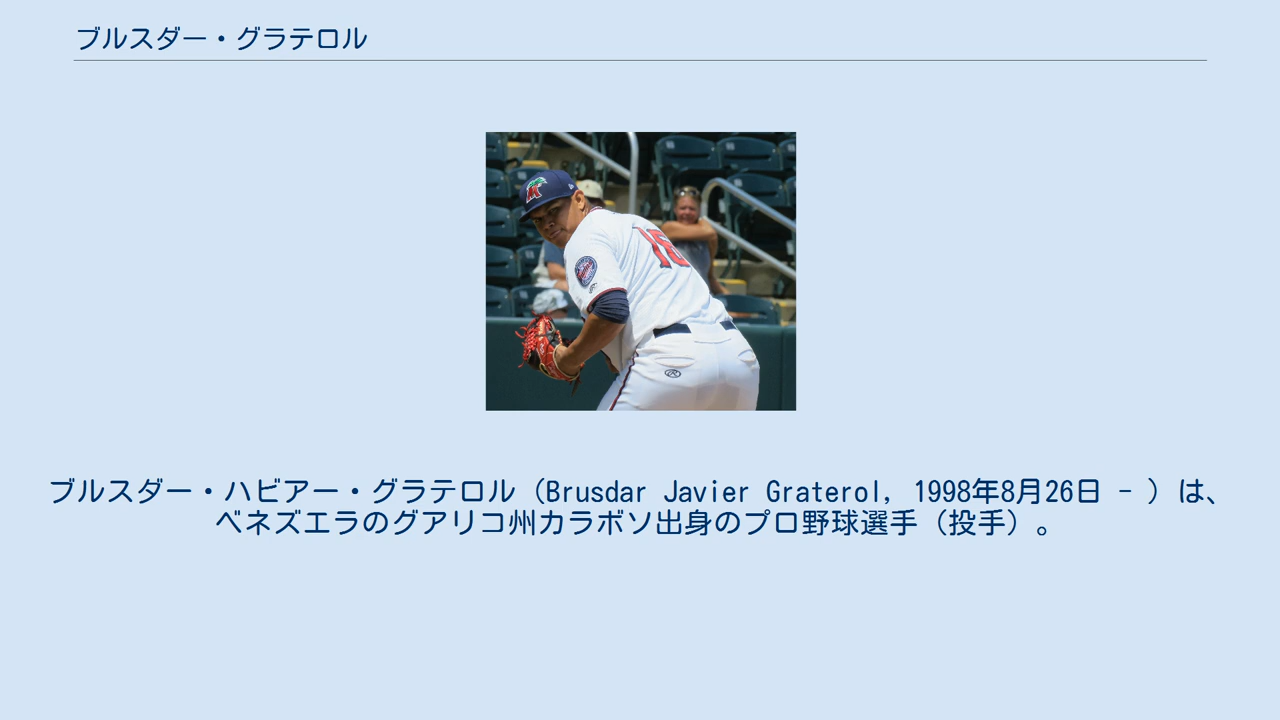 ブルスダー・グラテロル
16
ブルスダー・ハビアー・グラテロル（Brusdar Javier Graterol, 1998年8月26日 - ）は、
ベネズエラのグアリコ州カラボソ出身のプロ野球選手（投手）。